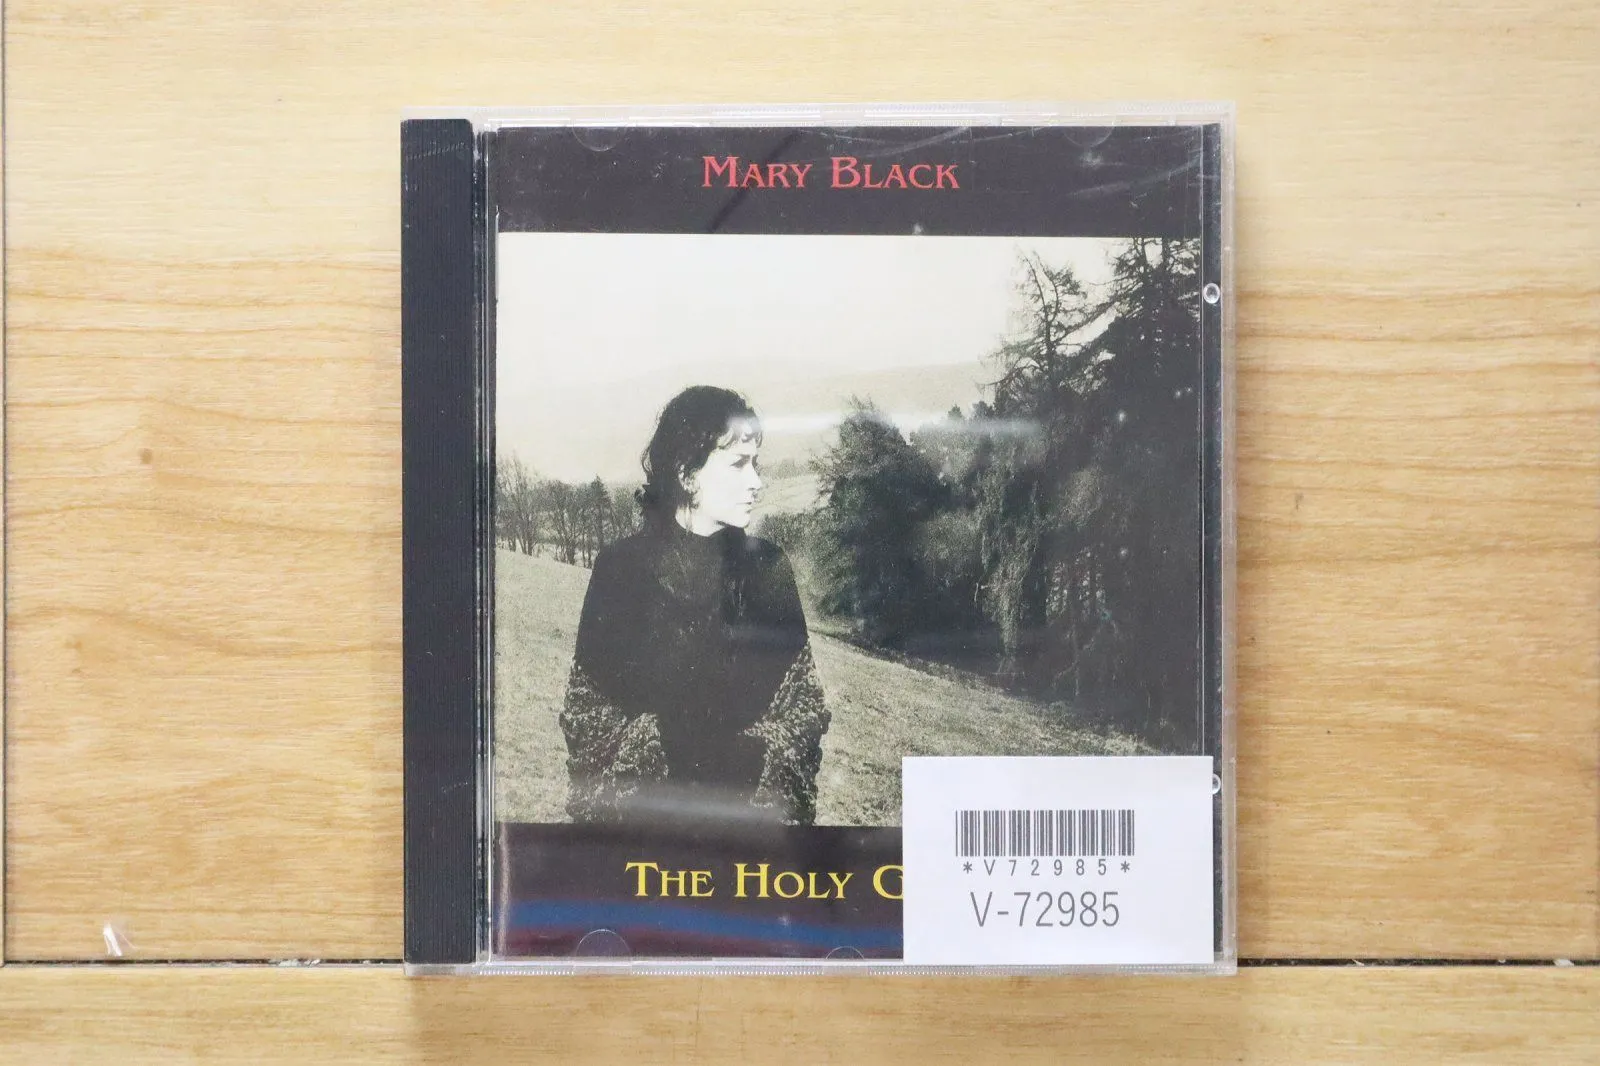 MARY BLACK
THE HOLY G
*V72985*
V-72985